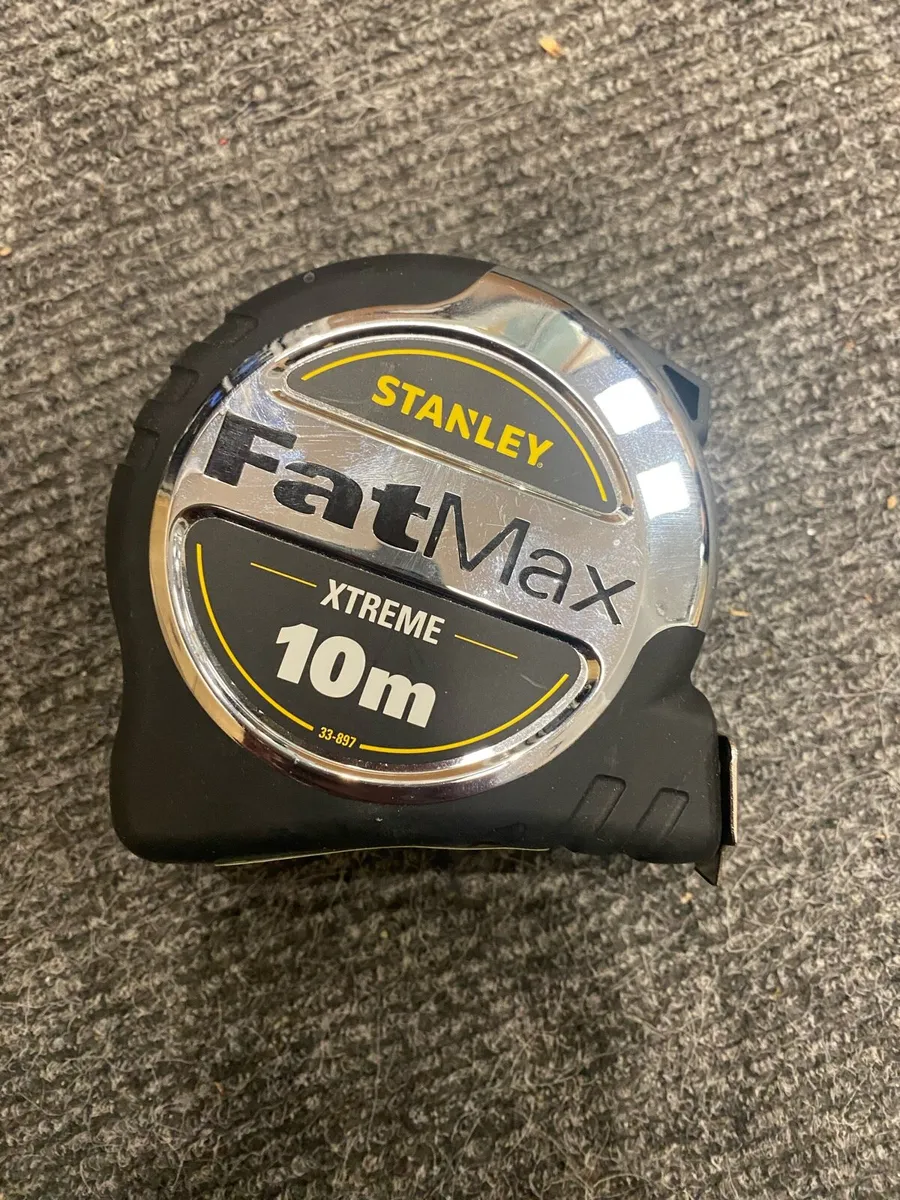 STANLEY
FatMax
XTREME
10m
33-897